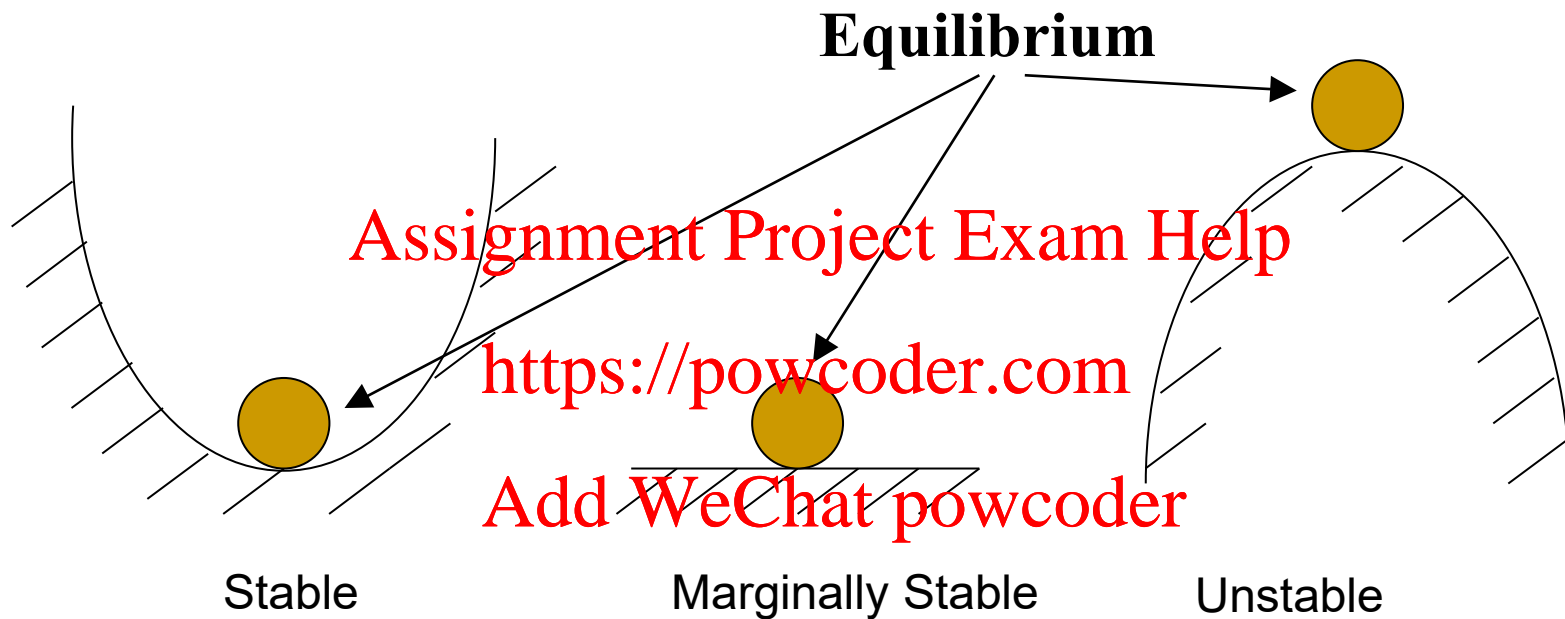 Equilibrium
Assignment Project Exam Help
https://powcoder.com
Add WeChat powcoder
Stable
Marginally Stable
Unstable